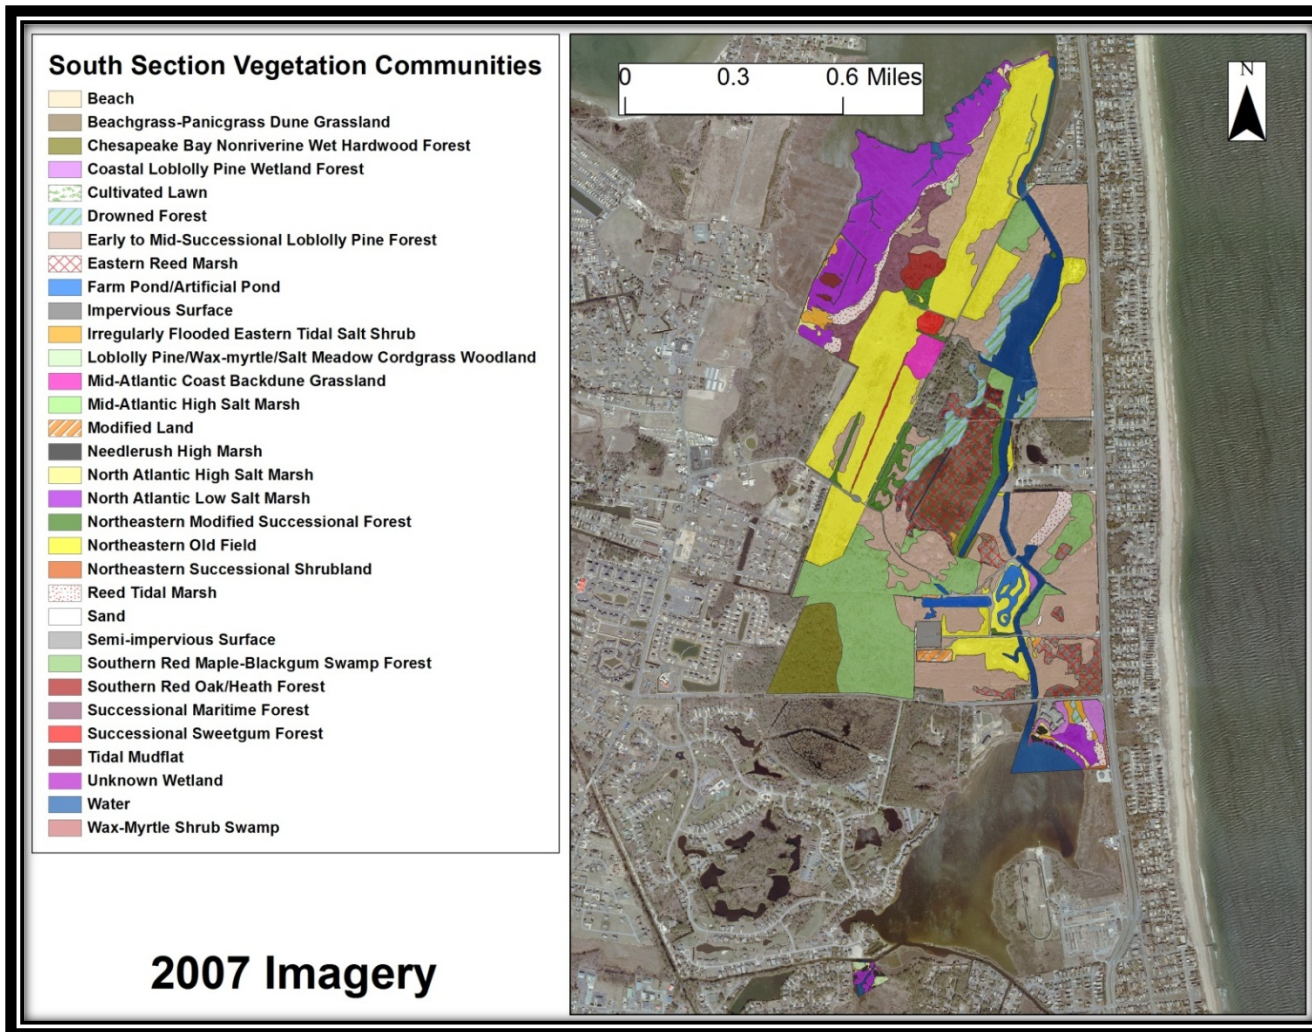 South Section Vegetation Communities
Beach
Beachgrass-Panicgrass Dune Grassland
Chesapeake Bay Nonriverine Wet Hardwood Forest
Coastal Loblolly Pine Wetland Forest
Cultivated Lawn
Drowned Forest
Early to Mid-Successional Loblolly Pine Forest
Eastern Reed Marsh
Farm Pond/Artificial Pond
Impervious Surface
Irregularly Flooded Eastern Tidal Salt Shrub
Loblolly Pine/Wax-myrtle/Salt Meadow Cordgrass Woodland
Mid-Atlantic Coast Backdune Grassland
Mid-Atlantic High Salt Marsh
Modified Land
Needlerush High Marsh
North Atlantic High Salt Marsh
North Atlantic Low Salt Marsh
Northeastern Modified Successional Forest
Northeastern Old Field
Northeastern Successional Shrubland
Reed Tidal Marsh
Sand
Semi-impervious Surface
Southern Red Maple-Blackgum Swamp Forest
Southern Red Oak/Heath Forest
Successional Maritime Forest
Successional Sweetgum Forest
Tidal Mudflat
Unknown Wetland
Water
Wax-Myrtle Shrub Swamp
2007 Imagery
0 0.3 0.6 Miles
N